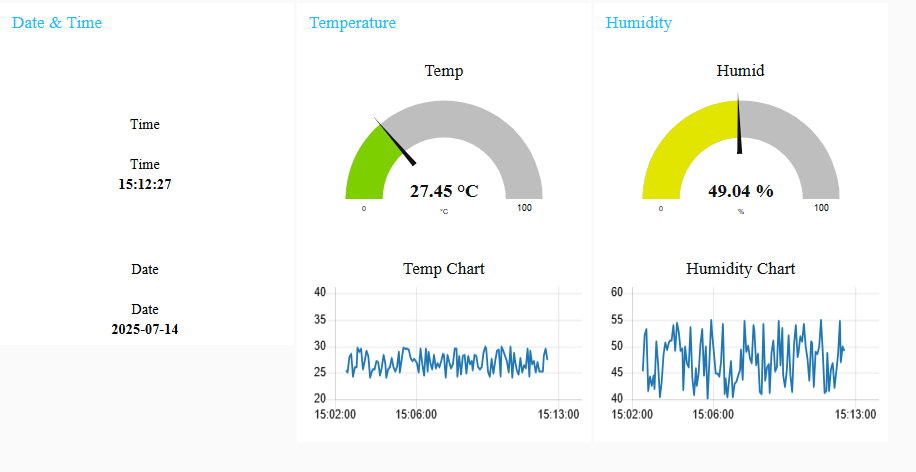 Date & Time
Time
Time
15:12:27
Date
Date
2025-07-14
Temperature
Temp
27.45 °C
0
°C
100
Temp Chart
40
35
30
25
20
15:02:00
15:06:00
15:13:00
Humidity
Humid
49.04 %
0
%
100
Humidity Chart
60
55
50
45
40
15:02:00
15:06:00
15:13:00